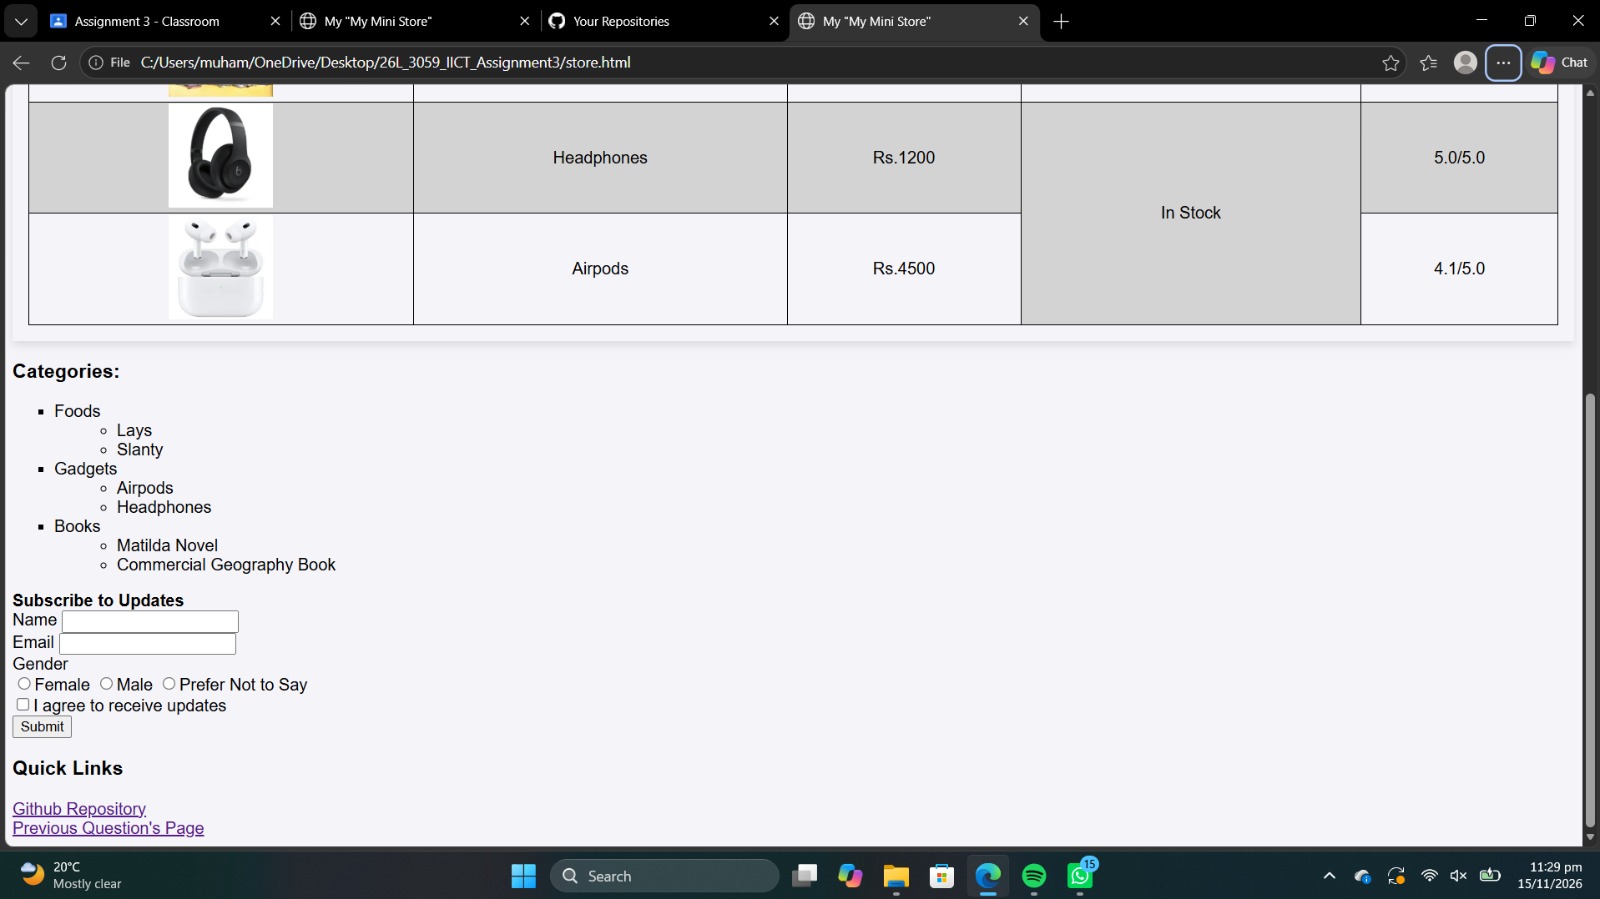 Assignment 3 - Classroom
My "My Mini Store"
Your Repositories
My "My Mini Store"
File C:/Users/muham/OneDrive/Desktop/26L_3059_IICT_Assignment3/store.html
Chat
Headphones Rs.1200 5.0/5.0
In Stock
Airpods Rs.4500 4.1/5.0
Categories:
Foods
Lays
Slanty
Gadgets
Airpods
Headphones
Books
Matilda Novel
Commercial Geography Book
Subscribe to Updates
Name
Email
Gender
Female Male Prefer Not to Say
I agree to receive updates
Submit
Quick Links
Github Repository
Previous Question's Page
20°C
Mostly clear
Search
15
11:29 pm
15/11/2026